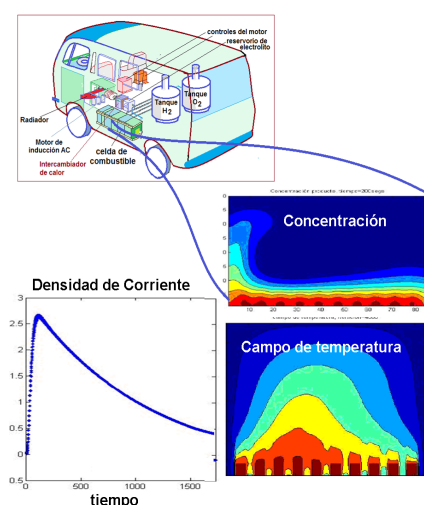 controles del motor
reservorio de
electrolito
Tanque
H2
Tanque
O2
Radiador
Motor de
inducción AC
Intercambiador
de calor
celda de
combustible
Concentración
10 20 30 40 50 60 70 80
Densidad de Corriente
3
2.5
2
1.5
1
0.5
0
0.5
0 500 1000 1500
tiempo
Campo de temperatura